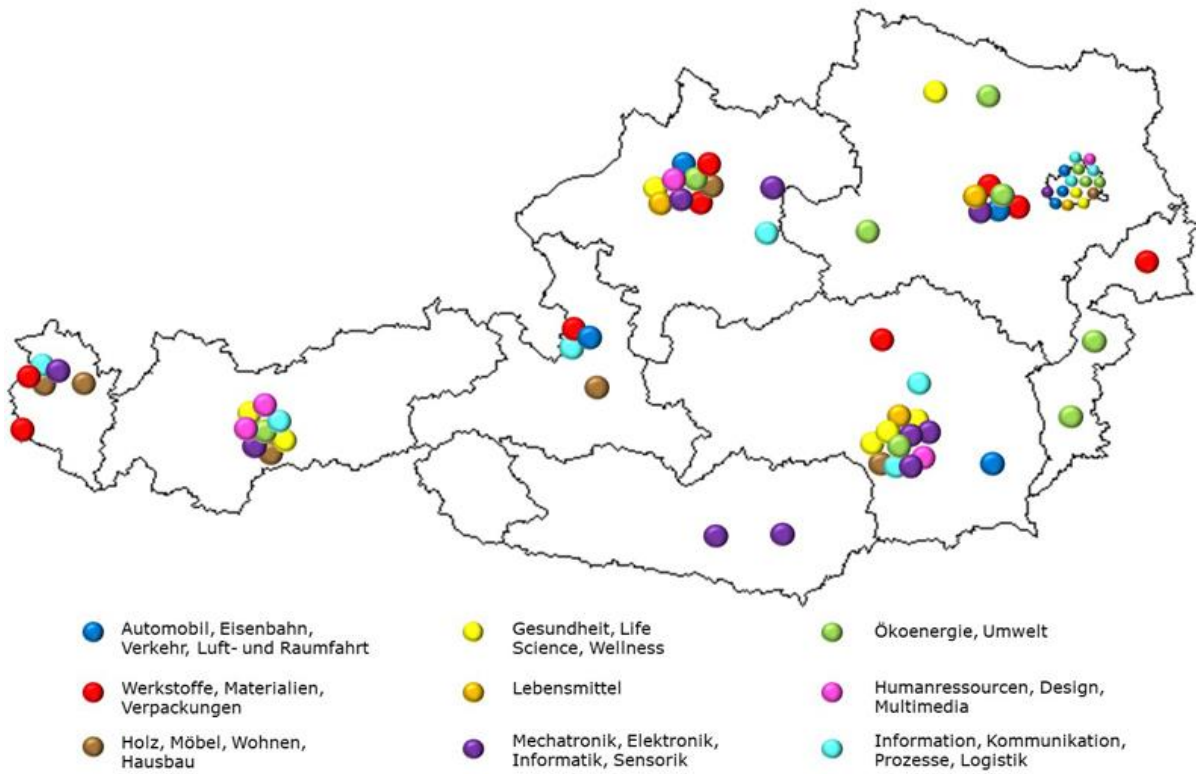 Automobil, Eisenbahn,
Verkehr, Luft- und Raumfahrt
Gesundheit, Life
Science, Wellness
Ökoenergie, Umwelt
Werkstoffe, Materialien,
Verpackungen
Lebensmittel
Humanressourcen, Design,
Multimedia
Holz, Möbel, Wohnen,
Hausbau
Mechatronik, Elektronik,
Informatik, Sensorik
Information, Kommunikation,
Prozesse, Logistik